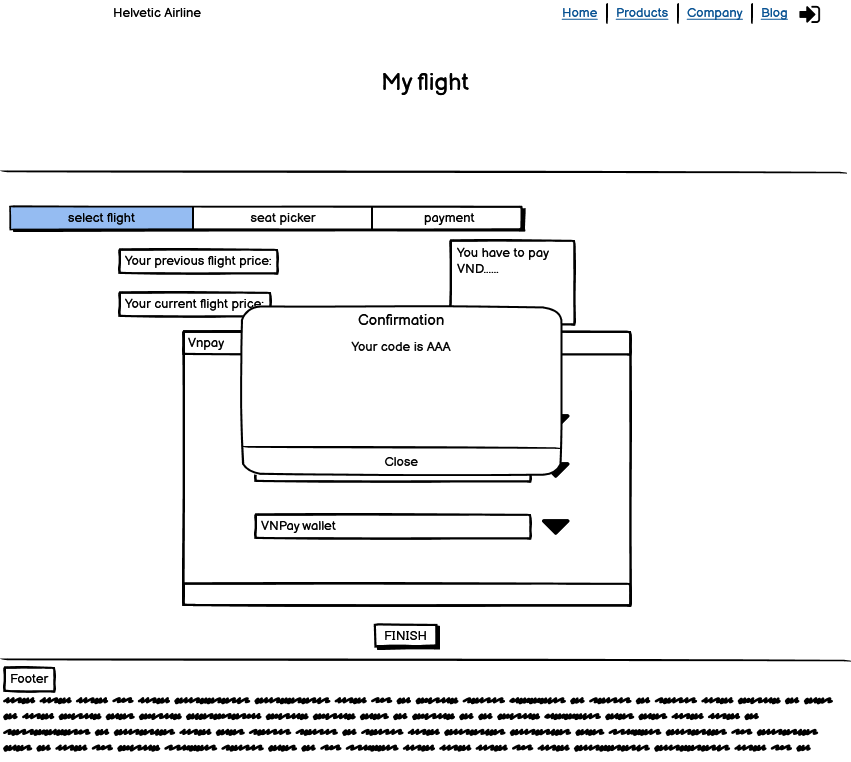 Helvetic Airline
Home
Products
Company
Blog
My flight
select flight
seat picker
payment
Your previous flight price:
You have to pay
VND......
Your current flight price:
Confirmation
Your code is AAA
Vnpay
Close
VNPay wallet
FINISH
Footer